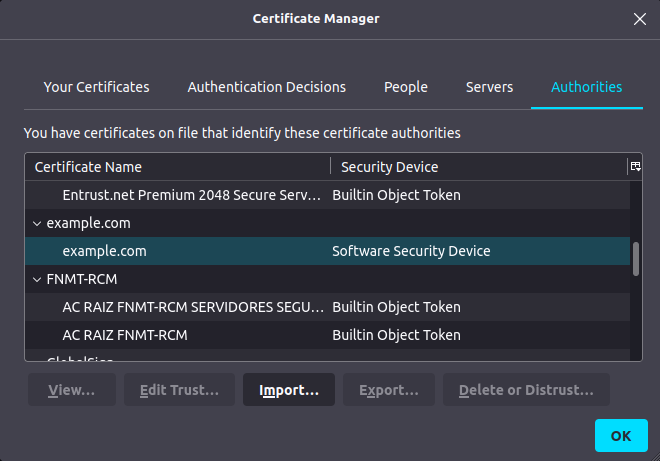 Certificate Manager
Your Certificates Authentication Decisions People Servers Authorities
You have certificates on file that identify these certificate authorities
Certificate Name Security Device
Entrust.net Premium 2048 Secure Serv… Builtin Object Token
example.com
example.com Software Security Device
FNMT-RCM
AC RAIZ FNMT-RCM SERVIDORES SEGU… Builtin Object Token
AC RAIZ FNMT-RCM Builtin Object Token
GlobalSign
View… Edit Trust… Import… Export… Delete or Distrust…
OK